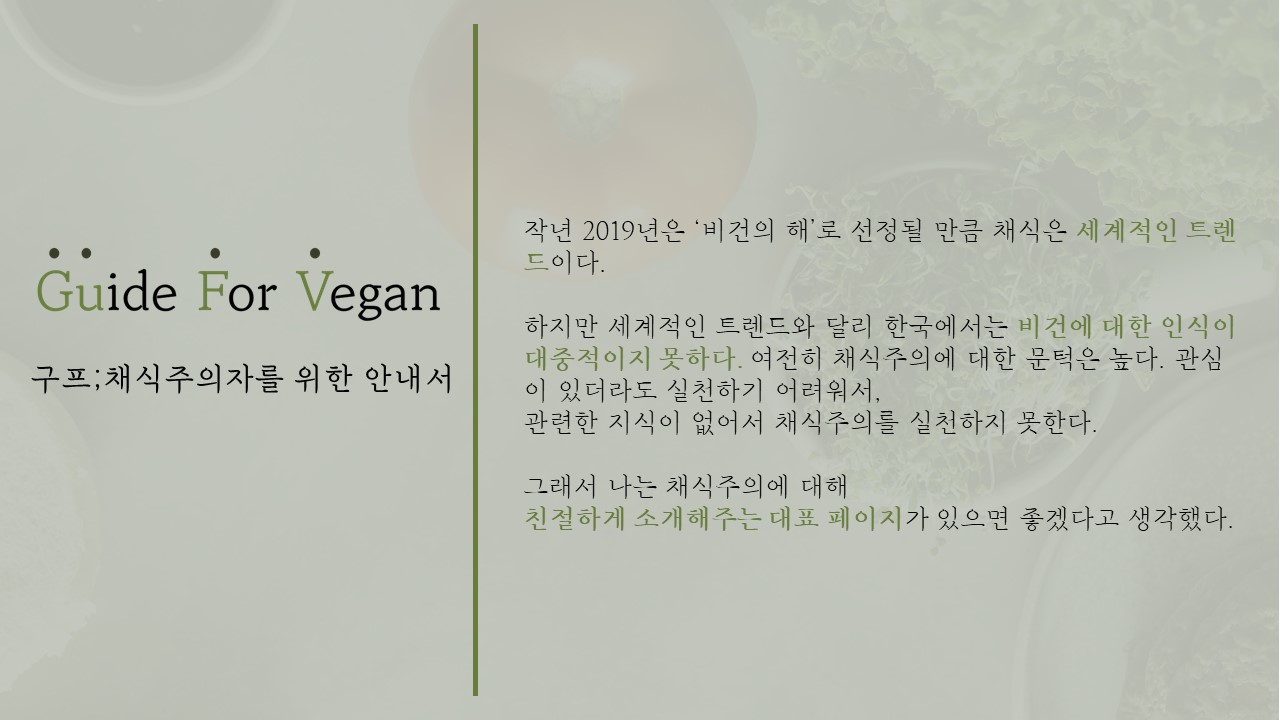 Guide For Vegan
구프;채식주의자를 위한 안내서
작년 2019년은 ‘비건의 해’로 선정될 만큼 채식은 세계적인 트렌
드이다.
하지만 세계적인 트렌드와 달리 한국에서는 비건에 대한 인식이
대중적이지 못하다. 여전히 채식주의에 대한 문턱은 높다. 관심
이 있더라도 실천하기 어려워서,
관련한 지식이 없어서 채식주의를 실천하지 못한다.
그래서 나는 채식주의에 대해
친절하게 소개해주는 대표 페이지가 있으면 좋겠다고 생각했다.